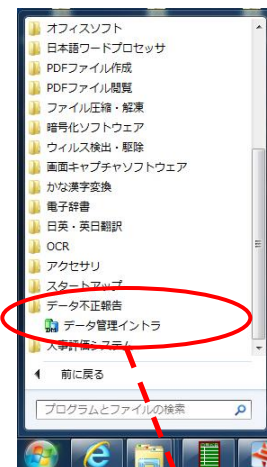 オフィスソフト
日本語ワードプロセッサ
PDFファイル作成
PDFファイル閲覧
ファイル圧縮・解凍
暗号化ソフトウェア
ウィルス検出・駆除
画面キャプチャソフトウェア
かな漢字変換
電子辞書
日英・英日翻訳
OCR
アクセサリ
スタートアップ
データ不正報告
データ管理イントラ
人事評価システム
前に戻る
プログラムとファイルの検索